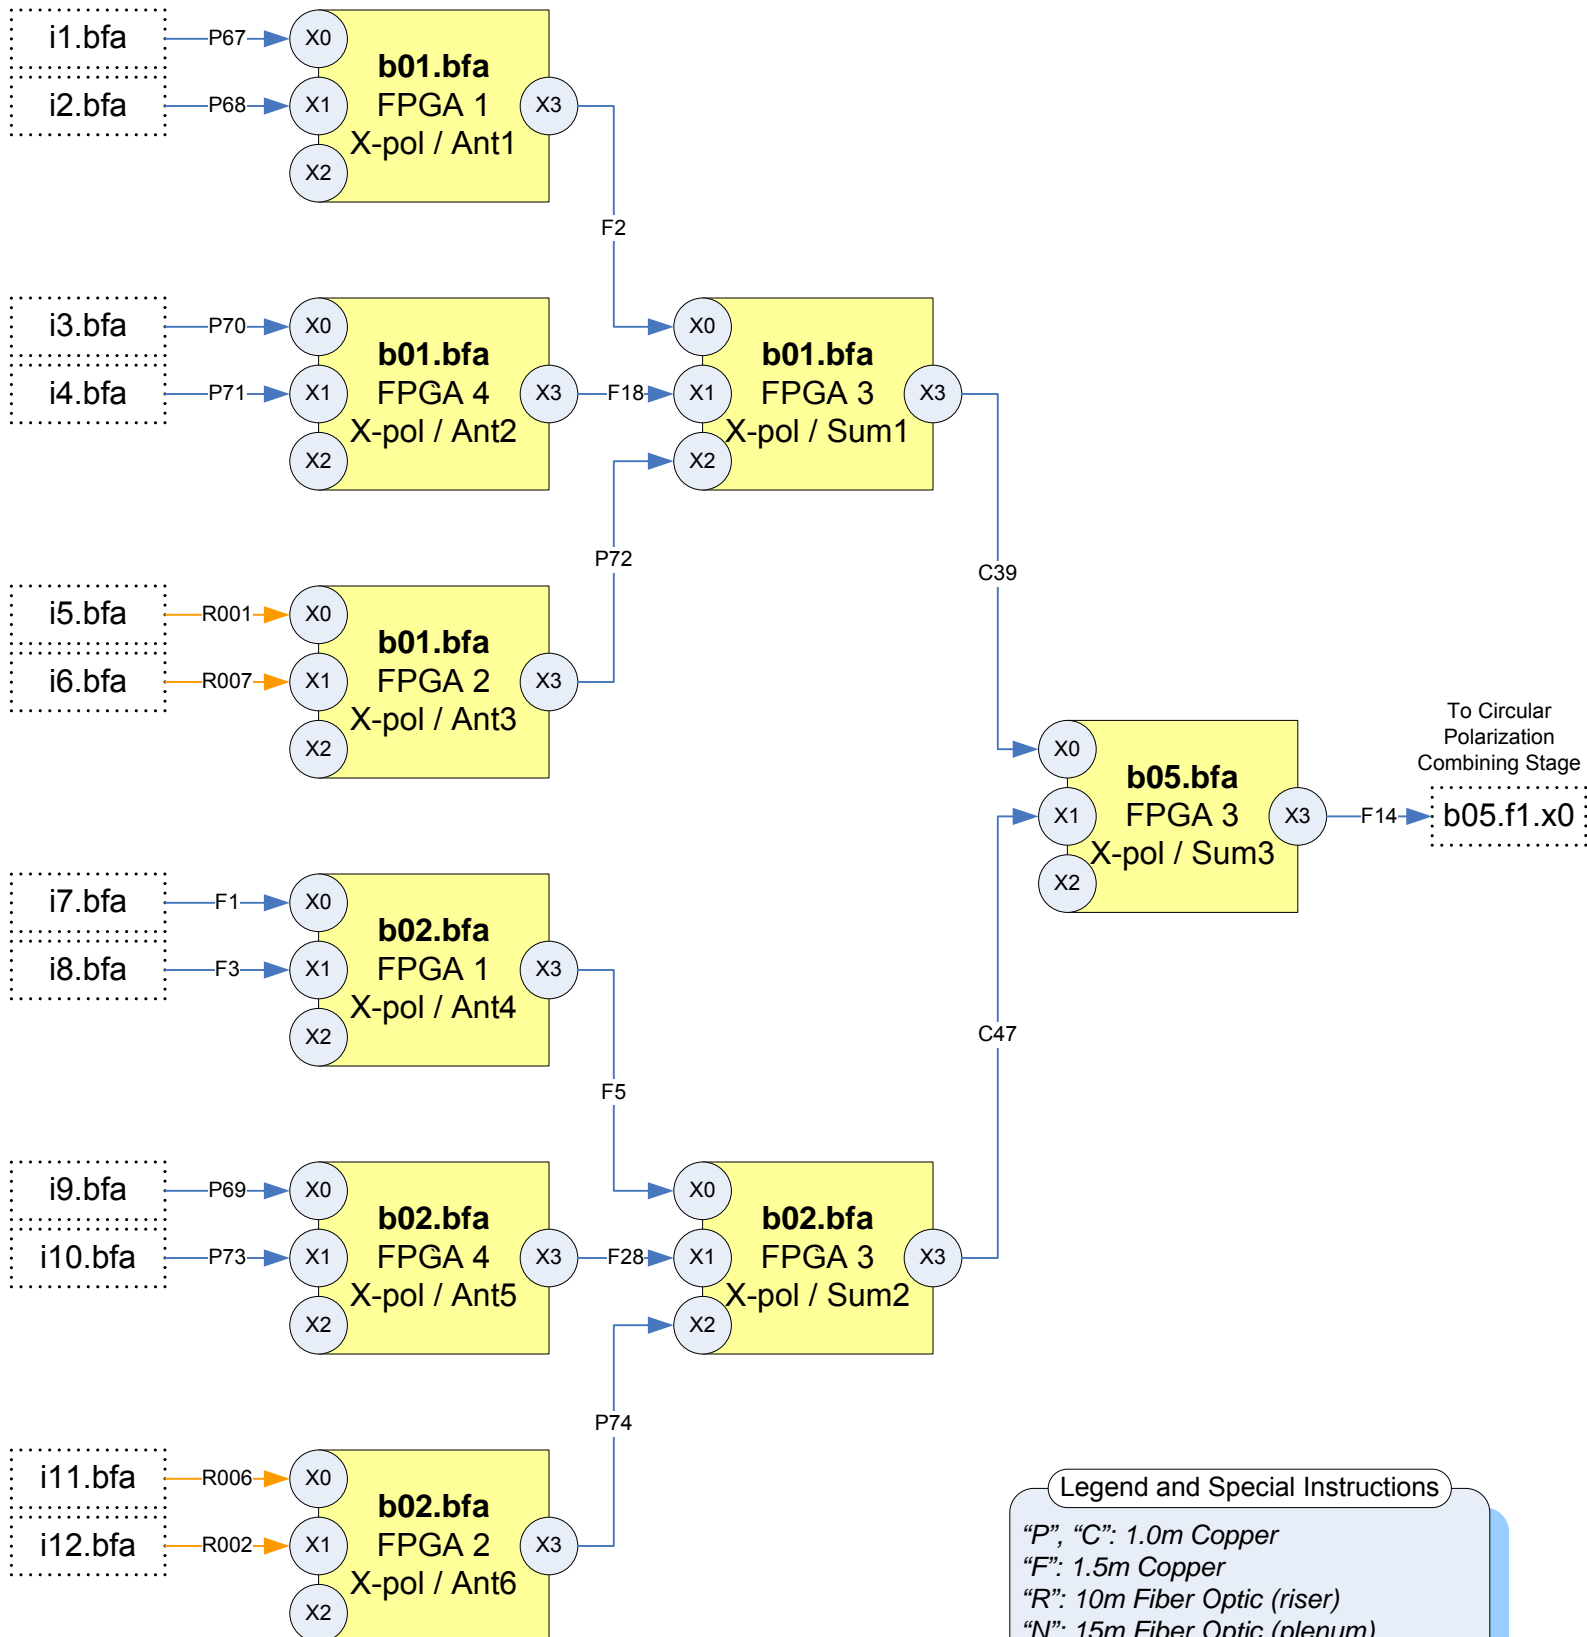 i1.bfa
P67
X0
i2.bfa
P68
X1
X2
b01.bfa
FPGA 1
X-pol / Ant1
X3
F2
i3.bfa
P70
X0
i4.bfa
P71
X1
X2
b01.bfa
FPGA 4
X-pol / Ant2
X3
F18
X0
X1
X2
b01.bfa
FPGA 3
X-pol / Sum1
X3
P72
C39
i5.bfa
R001
X0
i6.bfa
R007
X1
X2
b01.bfa
FPGA 2
X-pol / Ant3
X3
X0
X1
X2
b05.bfa
FPGA 3
X-pol / Sum3
X3
F14
To Circular
Polarization
Combining Stage
b05.f1.x0
i7.bfa
F1
X0
i8.bfa
F3
X1
X2
b02.bfa
FPGA 1
X-pol / Ant4
X3
F5
C47
i9.bfa
P69
X0
i10.bfa
P73
X1
X2
b02.bfa
FPGA 4
X-pol / Ant5
X3
F28
X0
X1
X2
b02.bfa
FPGA 3
X-pol / Sum2
X3
P74
i11.bfa
R006
X0
i12.bfa
R002
X1
X2
b02.bfa
FPGA 2
X-pol / Ant6
X3
Legend and Special Instructions
“P”, “C”: 1.0m Copper
“F”: 1.5m Copper
“R”: 10m Fiber Optic (riser)
“N”: 15m Fiber Optic (plenum)